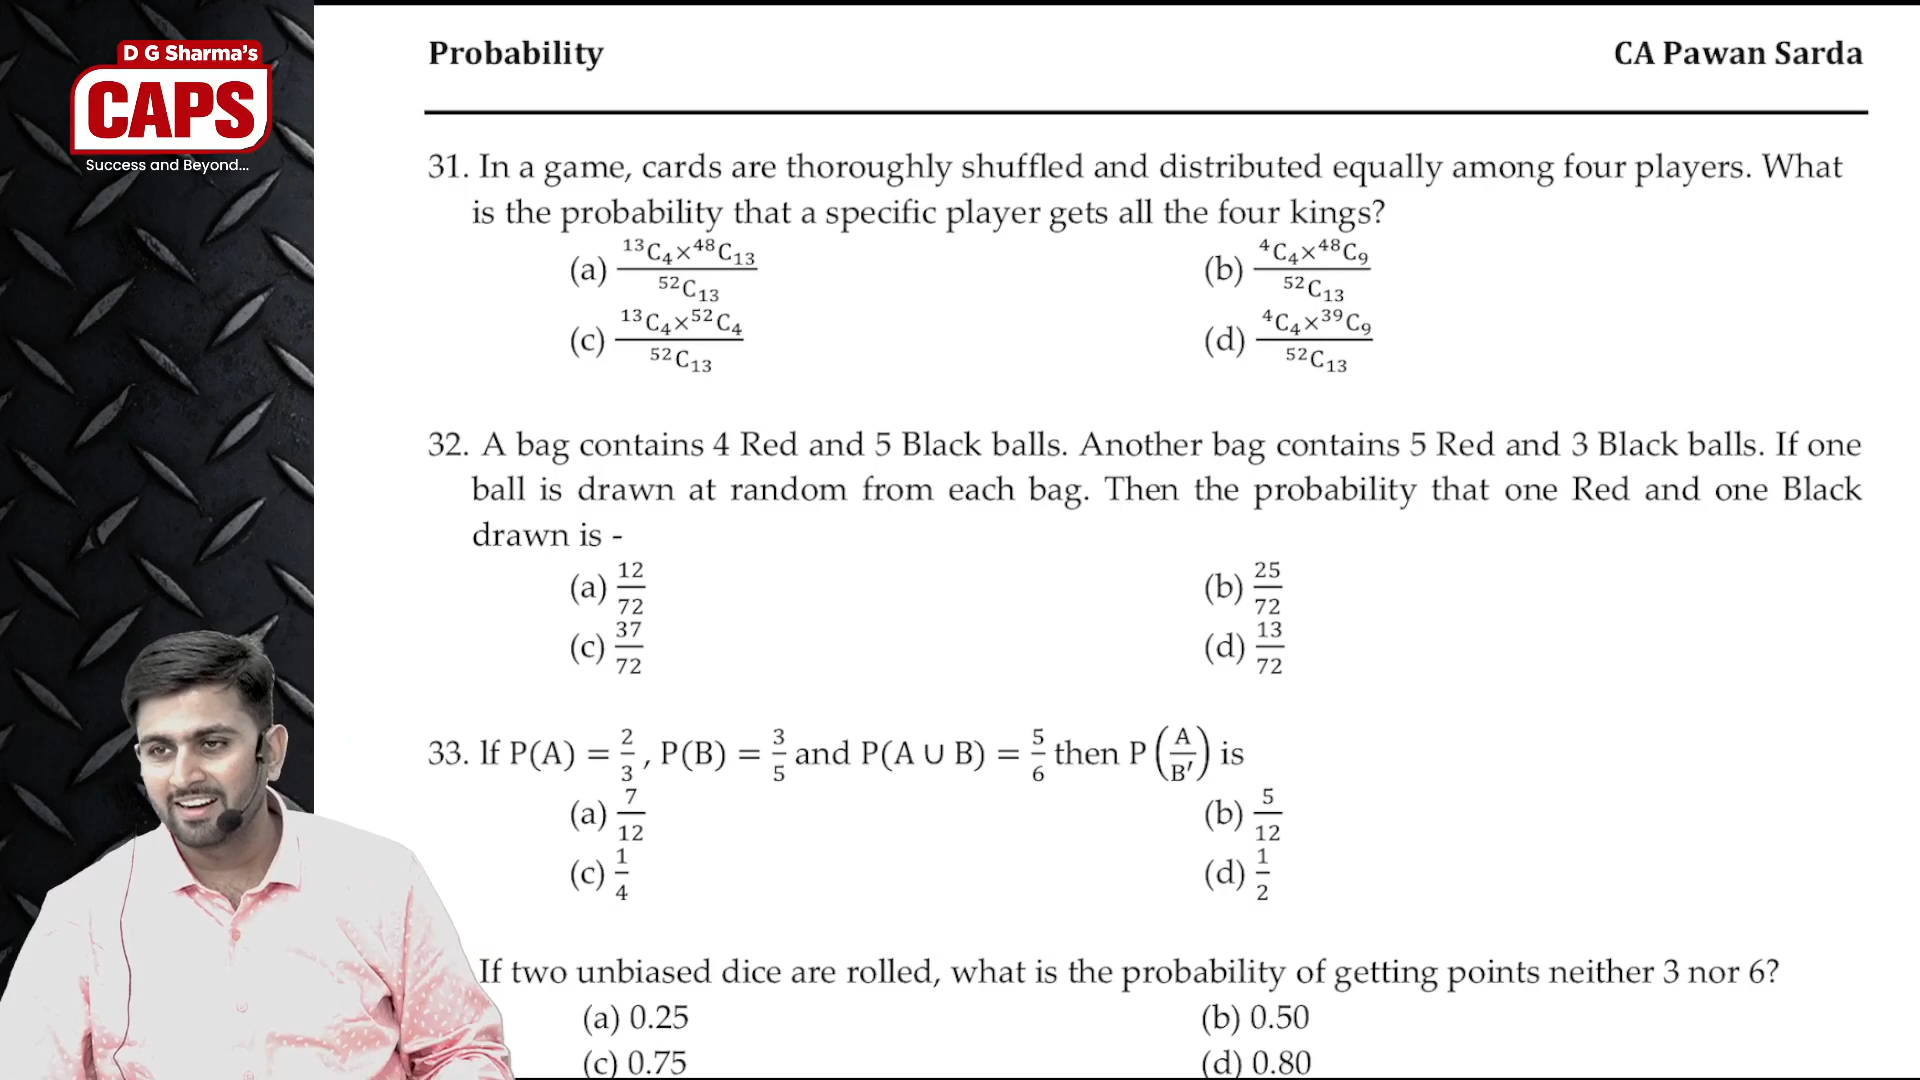 D G Sharma's
CAPS
Success and Beyond...
Probability CA Pawan Sarda
31. In a game, cards are thoroughly shuffled and distributed equally among four players. What
is the probability that a specific player gets all the four kings?
(a) ¹³C₄×⁴⁸C₁₃ / ⁵²C₁₃ (b) ⁴C₄×⁴⁸C₉ / ⁵²C₁₃
(c) ¹³C₄×⁵²C₄ / ⁵²C₁₃ (d) ⁴C₄×³⁹C₉ / ⁵²C₁₃
32. A bag contains 4 Red and 5 Black balls. Another bag contains 5 Red and 3 Black balls. If one
ball is drawn at random from each bag. Then the probability that one Red and one Black
drawn is -
(a) 12/72 (b) 25/72
(c) 37/72 (d) 13/72
33. If P(A) = 2/3 , P(B) = 3/5 and P(A ∪ B) = 5/6 then P (A/B′) is
(a) 7/12 (b) 5/12
(c) 1/4 (d) 1/2
If two unbiased dice are rolled, what is the probability of getting points neither 3 nor 6?
(a) 0.25 (b) 0.50
(c) 0.75 (d) 0.80